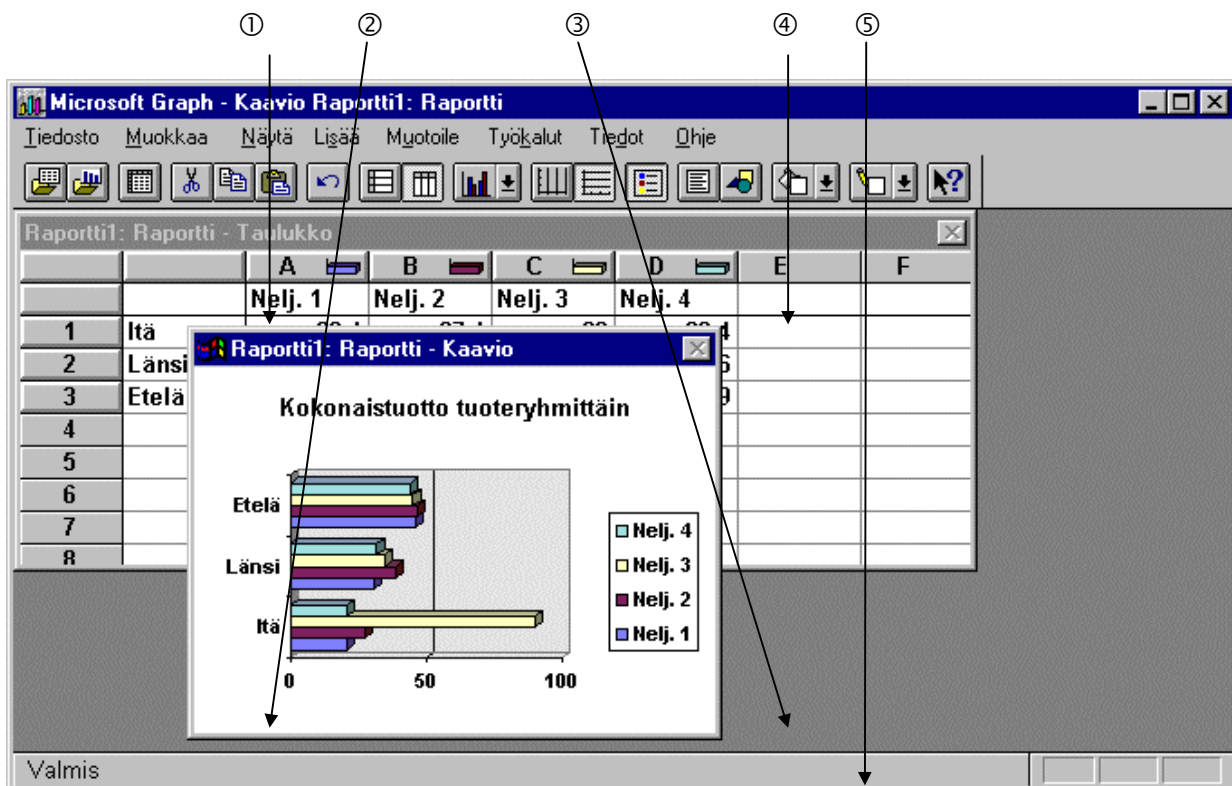 ① ② ③ ④ ⑤
Microsoft Graph - Kaavio Raportti1: Raportti
Tiedosto Muokkaa Näytä Lisää Muotoile Työkalut Tiedot Ohje
Raportti1: Raportti - Taulukko
A B C D E F
Nelj. 1 Nelj. 2 Nelj. 3 Nelj. 4
1 Itä
2 Länsi
3 Etelä
4
5
6
7
8
Raportti1: Raportti - Kaavio
Kokonaistuotto tuoteryhmittäin
Etelä
Länsi
Itä
0 50 100
Nelj. 4
Nelj. 3
Nelj. 2
Nelj. 1
Valmis